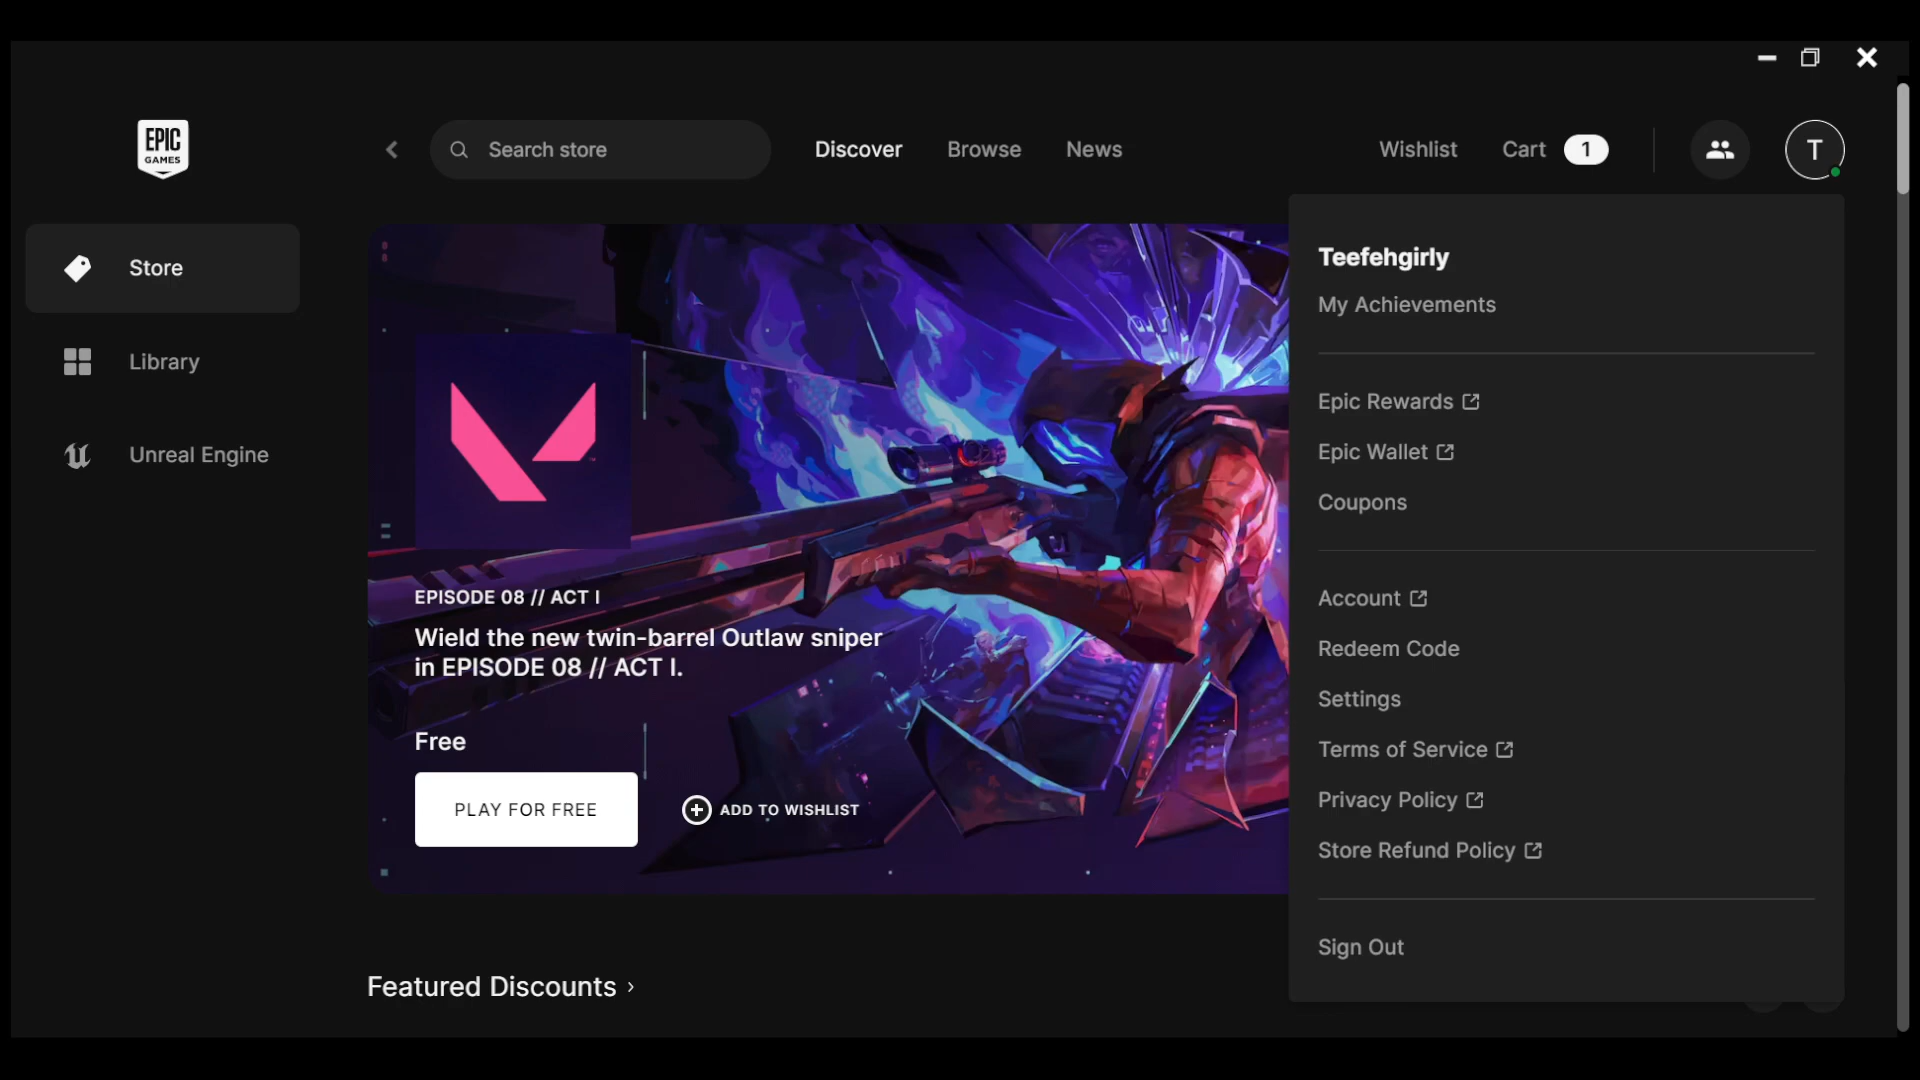 EPIC
GAMES
Search store
Discover
Browse
News
Wishlist
Cart
1
T
Store
Library
Unreal Engine
EPISODE 08 // ACT I
Wield the new twin-barrel Outlaw sniper
in EPISODE 08 // ACT I.
Free
PLAY FOR FREE
ADD TO WISHLIST
Featured Discounts
Teefehgirly
My Achievements
Epic Rewards
Epic Wallet
Coupons
Account
Redeem Code
Settings
Terms of Service
Privacy Policy
Store Refund Policy
Sign Out